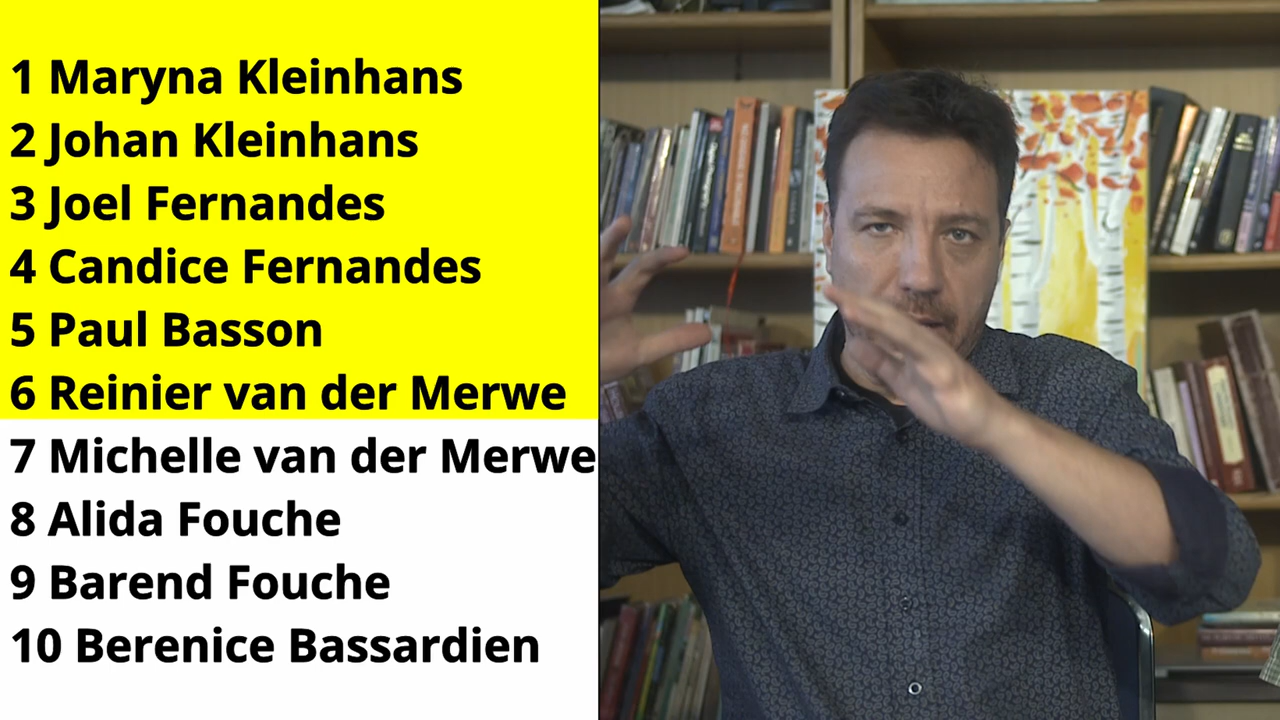 1 Maryna Kleinhans
2 Johan Kleinhans
3 Joel Fernandes
4 Candice Fernandes
5 Paul Basson
6 Reinier van der Merwe
7 Michelle van der Merwe
8 Alida Fouche
9 Barend Fouche
10 Berenice Bassardien